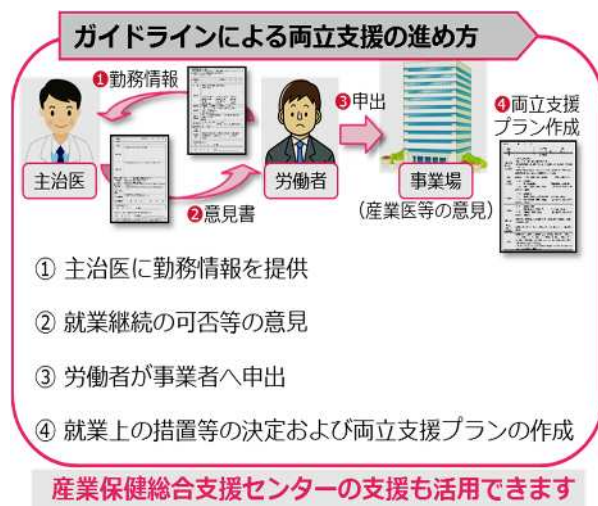 ガイドラインによる両立支援の進め方
❶勤務情報
❸申出
❹両立支援
プラン作成
主治医
労働者
事業場
❷意見書
(産業医等の意見)
① 主治医に勤務情報を提供
② 就業継続の可否等の意見
③ 労働者が事業者へ申出
④ 就業上の措置等の決定および両立支援プランの作成
産業保健総合支援センターの支援も活用できます